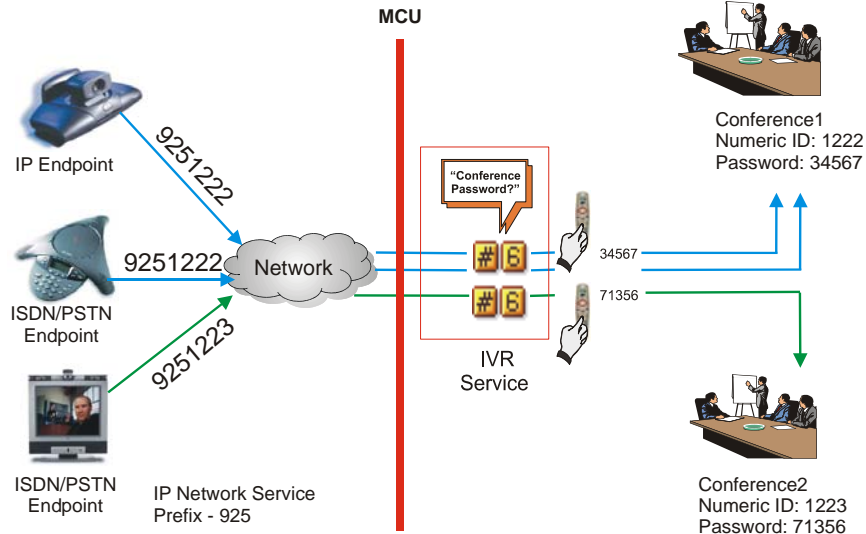 MCU
IP Endpoint
9251222
ISDN/PSTN
Endpoint
9251222
9251223
ISDN/PSTN
Endpoint
IP Network Service
Prefix - 925
Network
“Conference
Password?”
#6
#6
IVR
Service
34567
71356
Conference1
Numeric ID: 1222
Password: 34567
Conference2
Numeric ID: 1223
Password: 71356